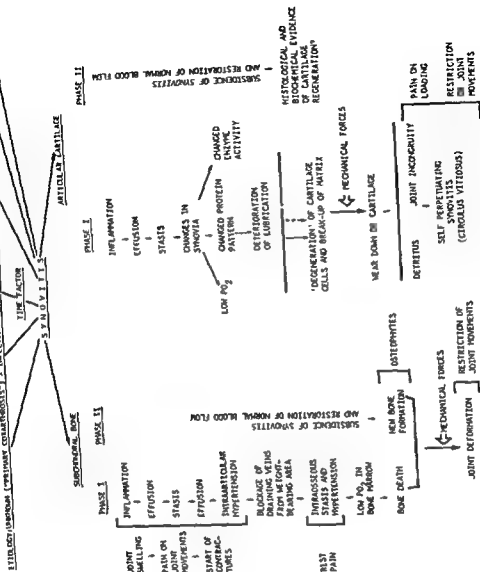 TIME FACTOR
SYNOVITIS
SUBCHONDRAL BONE
PHASE I
PHASE II
JOINT
SWELLING
PAIN ON
JOINT
MOVEMENTS
START OF
CONTRAC-
TURES
REST
PAIN
INFLAMMATION
EFFUSION
STASIS
EFFUSION
INTRAARTICULAR
HYPERTENSION
BLOCKAGE OF
DRAINING VEINS
FROM WEIGHT-
BEARING AREA
INTRAOSSEOUS
STASIS AND
HYPERTENSION
LOW PO2 IN
BONE MARROW
BONE DEATH
SUBSIDENCE OF SYNOVITIS
AND RESTORATION OF NORMAL BLOOD FLOW
NEW BONE
FORMATION
OSTEOPHYTES
MECHANICAL FORCES
JOINT DEFORMATION
RESTRICTION OF
JOINT MOVEMENTS
ARTICULAR CARTILAGE
PHASE I
PHASE II
INFLAMMATION
EFFUSION
STASIS
CHANGES IN
SYNOVIA
LOW PO2
CHANGED PROTEIN
PATTERN
CHANGED
ENZYME
ACTIVITY
DETERIORATION
OF LUBRICATION
'DEGENERATION' OF CARTILAGE
CELLS AND BREAK-UP OF MATRIX
MECHANICAL FORCES
WEAR DOWN OR CARTILAGE
DETRITUS
JOINT INCONGRUITY
SELF PERPETUATING
SYNOVITIS
(CIRCULUS VITIOSUS)
SUBSIDENCE OF SYNOVITIS
AND RESTORATION OF NORMAL BLOOD FLOW
HISTOLOGICAL AND
BIOCHEMICAL EVIDENCE
OF CARTILAGE
REGENERATION?
PAIN ON
LOADING
RESTRICTION
OF JOINT
MOVEMENTS